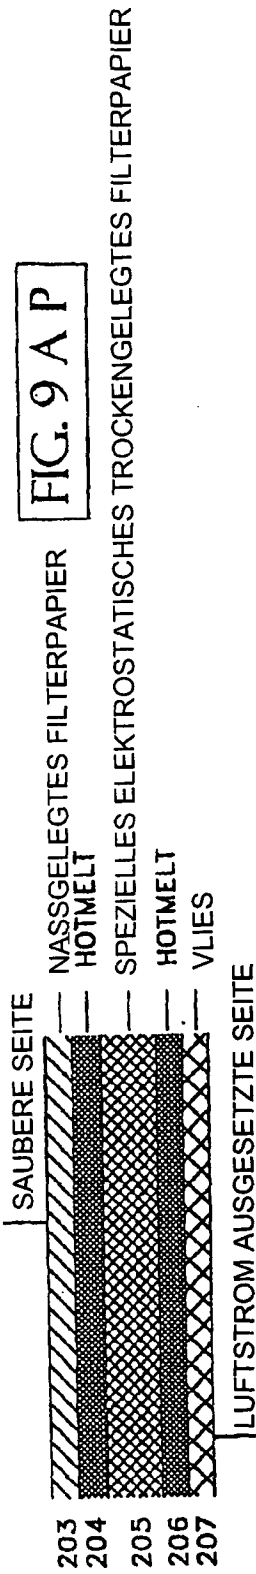 FIG. 9 A P
SAUBERE SEITE
203 NASSGELEGTES FILTERPAPIER
204 HOTMELT
205 SPEZIELLES ELEKTROSTATISCHES TROCKENGELEGTES FILTERPAPIER
206 HOTMELT
207 VLIES
LUFTSTROM AUSGESETZTE SEITE